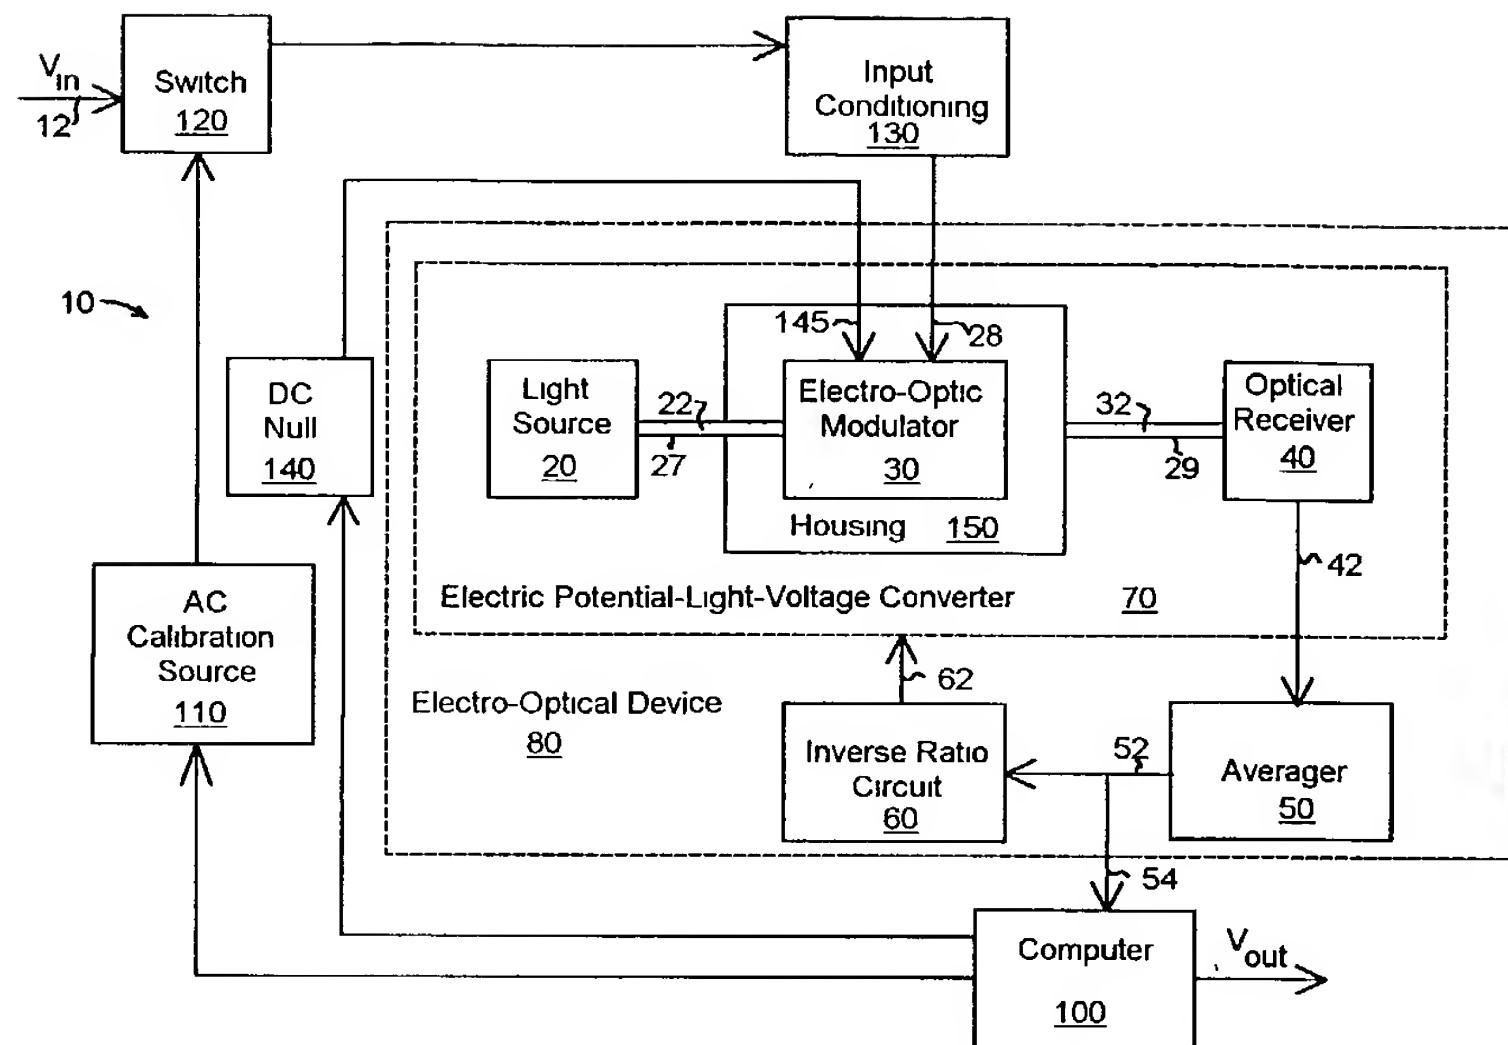 V in
12
Switch
120
Input
Conditioning
130
10
145
28
DC
Null
140
Light
Source
20
22
27
Electro-Optic
Modulator
30
Housing 150
32
29
Optical
Receiver
40
42
Electric Potential-Light-Voltage Converter 70
AC
Calibration
Source
110
Electro-Optical Device
80
62
Inverse Ratio
Circuit
60
52
Averager
50
54
Computer
100
V out